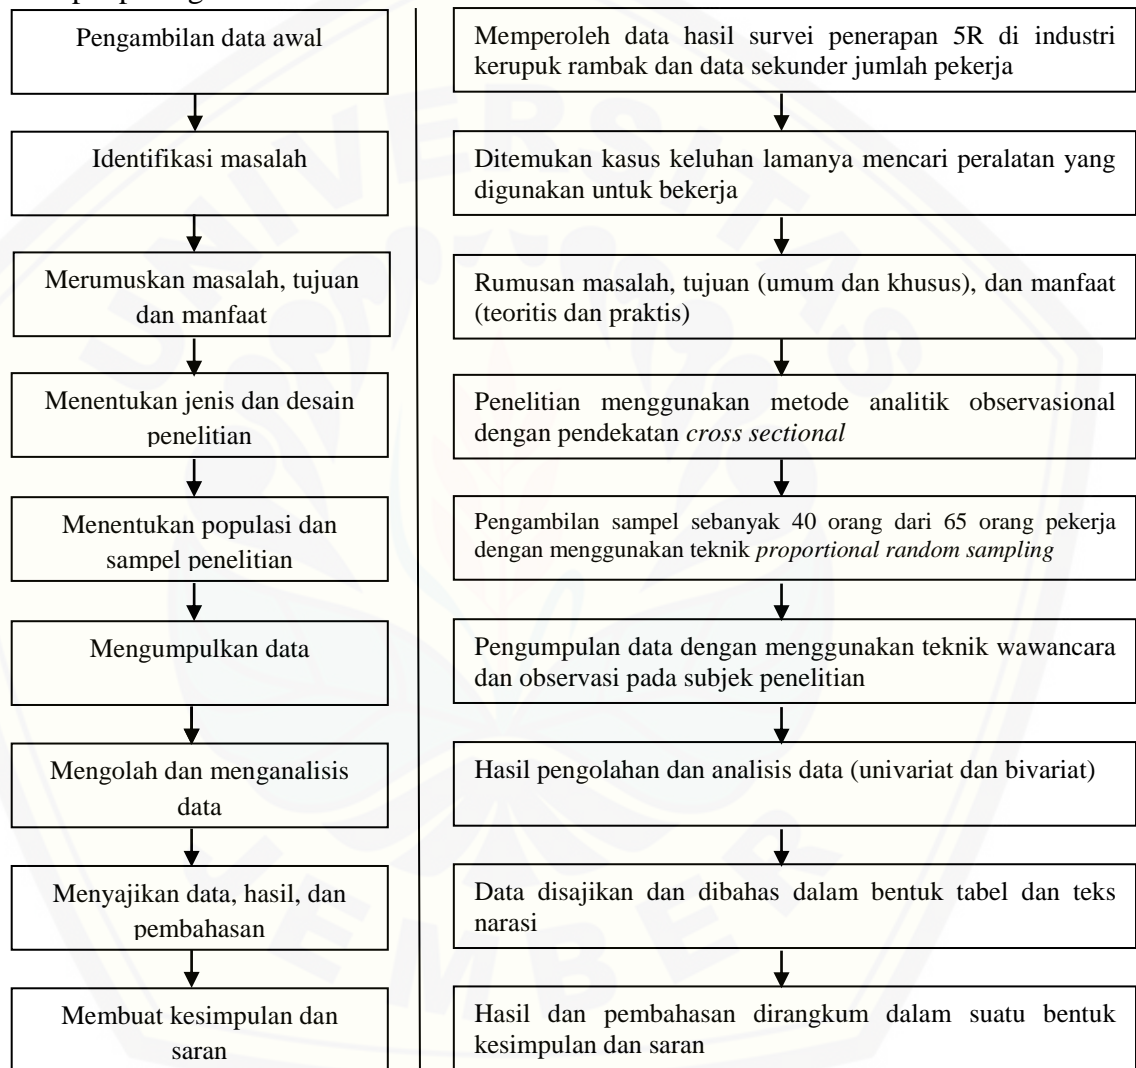 Pengambilan data awal
Memperoleh data hasil survei penerapan 5R di industri
kerupuk rambak dan data sekunder jumlah pekerja
Identifikasi masalah
Ditemukan kasus keluhan lamanya mencari peralatan yang
digunakan untuk bekerja
Merumuskan masalah, tujuan
dan manfaat
Rumusan masalah, tujuan (umum dan khusus), dan manfaat
(teoritis dan praktis)
Menentukan jenis dan desain
penelitian
Penelitian menggunakan metode analitik observasional
dengan pendekatan cross sectional
Menentukan populasi dan
sampel penelitian
Pengambilan sampel sebanyak 40 orang dari 65 orang pekerja
dengan menggunakan teknik proportional random sampling
Mengumpulkan data
Pengumpulan data dengan menggunakan teknik wawancara
dan observasi pada subjek penelitian
Mengolah dan menganalisis
data
Hasil pengolahan dan analisis data (univariat dan bivariat)
Menyajikan data, hasil, dan
pembahasan
Data disajikan dan dibahas dalam bentuk tabel dan teks
narasi
Membuat kesimpulan dan
saran
Hasil dan pembahasan dirangkum dalam suatu bentuk
kesimpulan dan saran
UNIVERSITAS
JEMBER